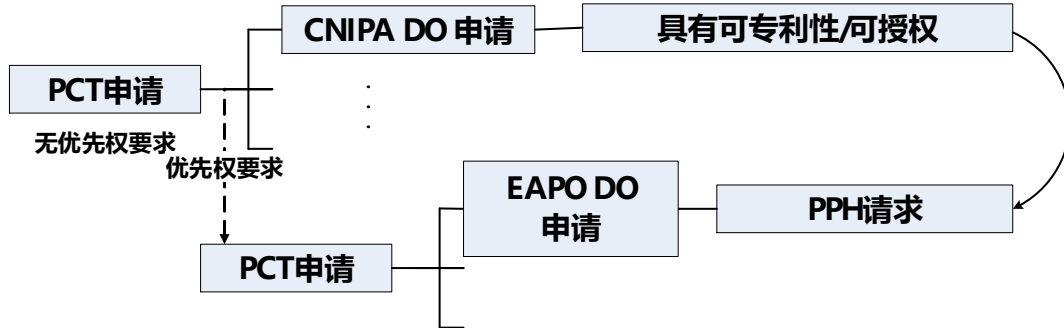 CNIPA DO 申请
具有可专利性/可授权
PCT申请
无优先权要求
优先权要求
EAPO DO
申请
PPH请求
PCT申请